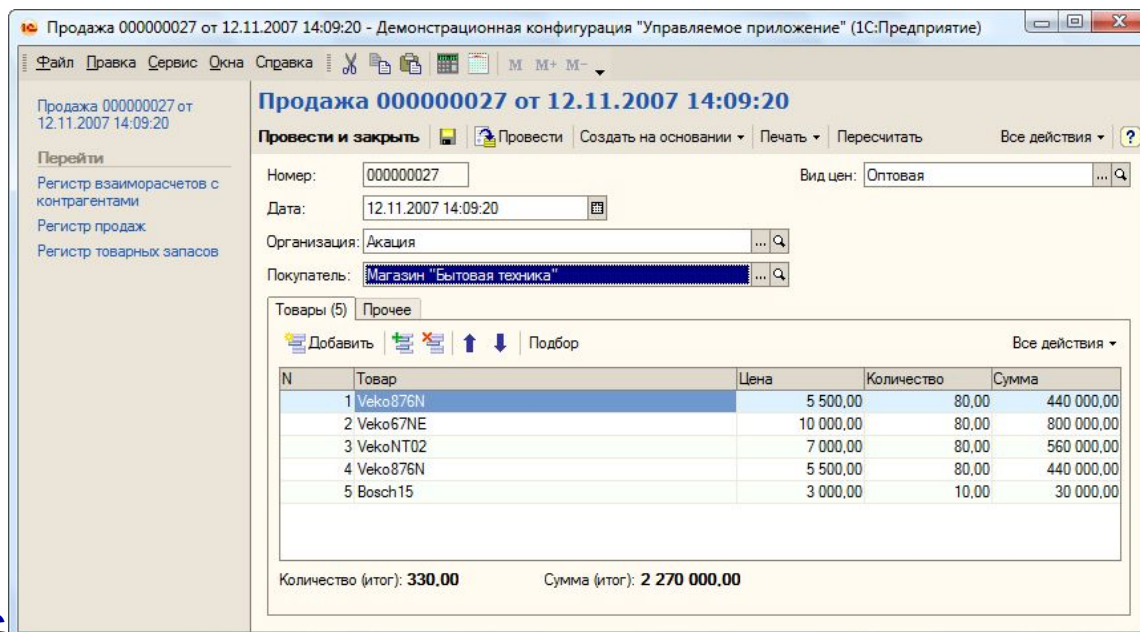 Продажа 000000027 от 12.11.2007 14:09:20 - Демонстрационная конфигурация "Управляемое приложение" (1С:Предприятие)
Файл Правка Сервис Окна Справка M M+ M-
Продажа 000000027 от
12.11.2007 14:09:20
Перейти
Регистр взаиморасчетов с
контрагентами
Регистр продаж
Регистр товарных запасов
Продажа 000000027 от 12.11.2007 14:09:20
Провести и закрыть Провести Создать на основании Печать Пересчитать Все действия ?
Номер: 000000027 Вид цен: Оптовая ...
Дата: 12.11.2007 14:09:20
Организация: Акация ...
Покупатель: Магазин "Бытовая техника" ...
Товары (5) Прочее
Добавить Подбор Все действия
N Товар Цена Количество Сумма
1 Veko876N 5 500,00 80,00 440 000,00
2 Veko67NE 10 000,00 80,00 800 000,00
3 VekoNT02 7 000,00 80,00 560 000,00
4 Veko876N 5 500,00 80,00 440 000,00
5 Bosch15 3 000,00 10,00 30 000,00
Количество (итог): 330,00 Сумма (итог): 2 270 000,00